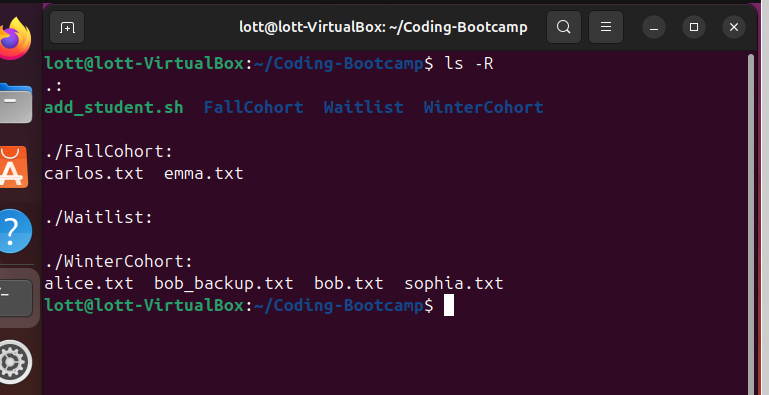 lott@lott-VirtualBox: ~/Coding-Bootcamp
lott@lott-VirtualBox:~/Coding-Bootcamp$ ls -R
.:
add_student.sh  FallCohort  Waitlist  WinterCohort

./FallCohort:
carlos.txt  emma.txt

./Waitlist:

./WinterCohort:
alice.txt  bob_backup.txt  bob.txt  sophia.txt
lott@lott-VirtualBox:~/Coding-Bootcamp$